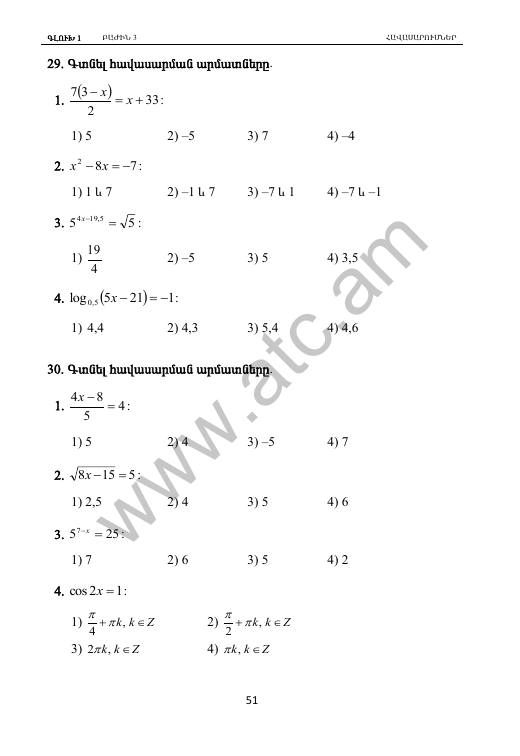 ԳԼՈՒԽ 1 ԲԱԺԻՆ 3 ՀԱՎԱՍԱՐՈՒՄՆԵՐ
29. Գտնել հավասարման արմատները.
1. 7(3 − x)/2 = x + 33:
1) 5 2) –5 3) 7 4) –4
2. x² − 8x = −7:
1) 1 և 7 2) –1 և 7 3) –7 և 1 4) –7 և –1
3. 5^(4x−19,5) = √5:
1) 19/4 2) –5 3) 5 4) 3,5
4. log₀,₅(5x − 21) = −1:
1) 4,4 2) 4,3 3) 5,4 4) 4,6
30. Գտնել հավասարման արմատները.
1. (4x − 8)/5 = 4:
1) 5 2) 4 3) –5 4) 7
2. √(8x − 15) = 5:
1) 2,5 2) 4 3) 5 4) 6
3. 5^(7−x) = 25:
1) 7 2) 6 3) 5 4) 2
4. cos 2x = 1:
1) π/4 + πk, k ∈ Z 2) π/2 + πk, k ∈ Z
3) 2πk, k ∈ Z 4) πk, k ∈ Z
www.atc.am
51